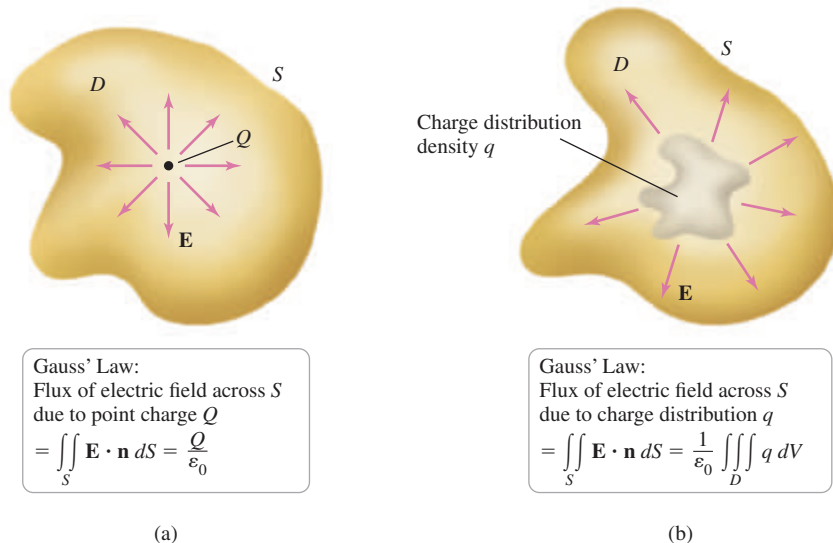 D
S
Q
E
Gauss' Law:
Flux of electric field across S
due to point charge Q
= ∬_S E · n dS = Q/ε₀
(a)
D
S
Charge distribution
density q
E
Gauss' Law:
Flux of electric field across S
due to charge distribution q
= ∬_S E · n dS = 1/ε₀ ∭_D q dV
(b)